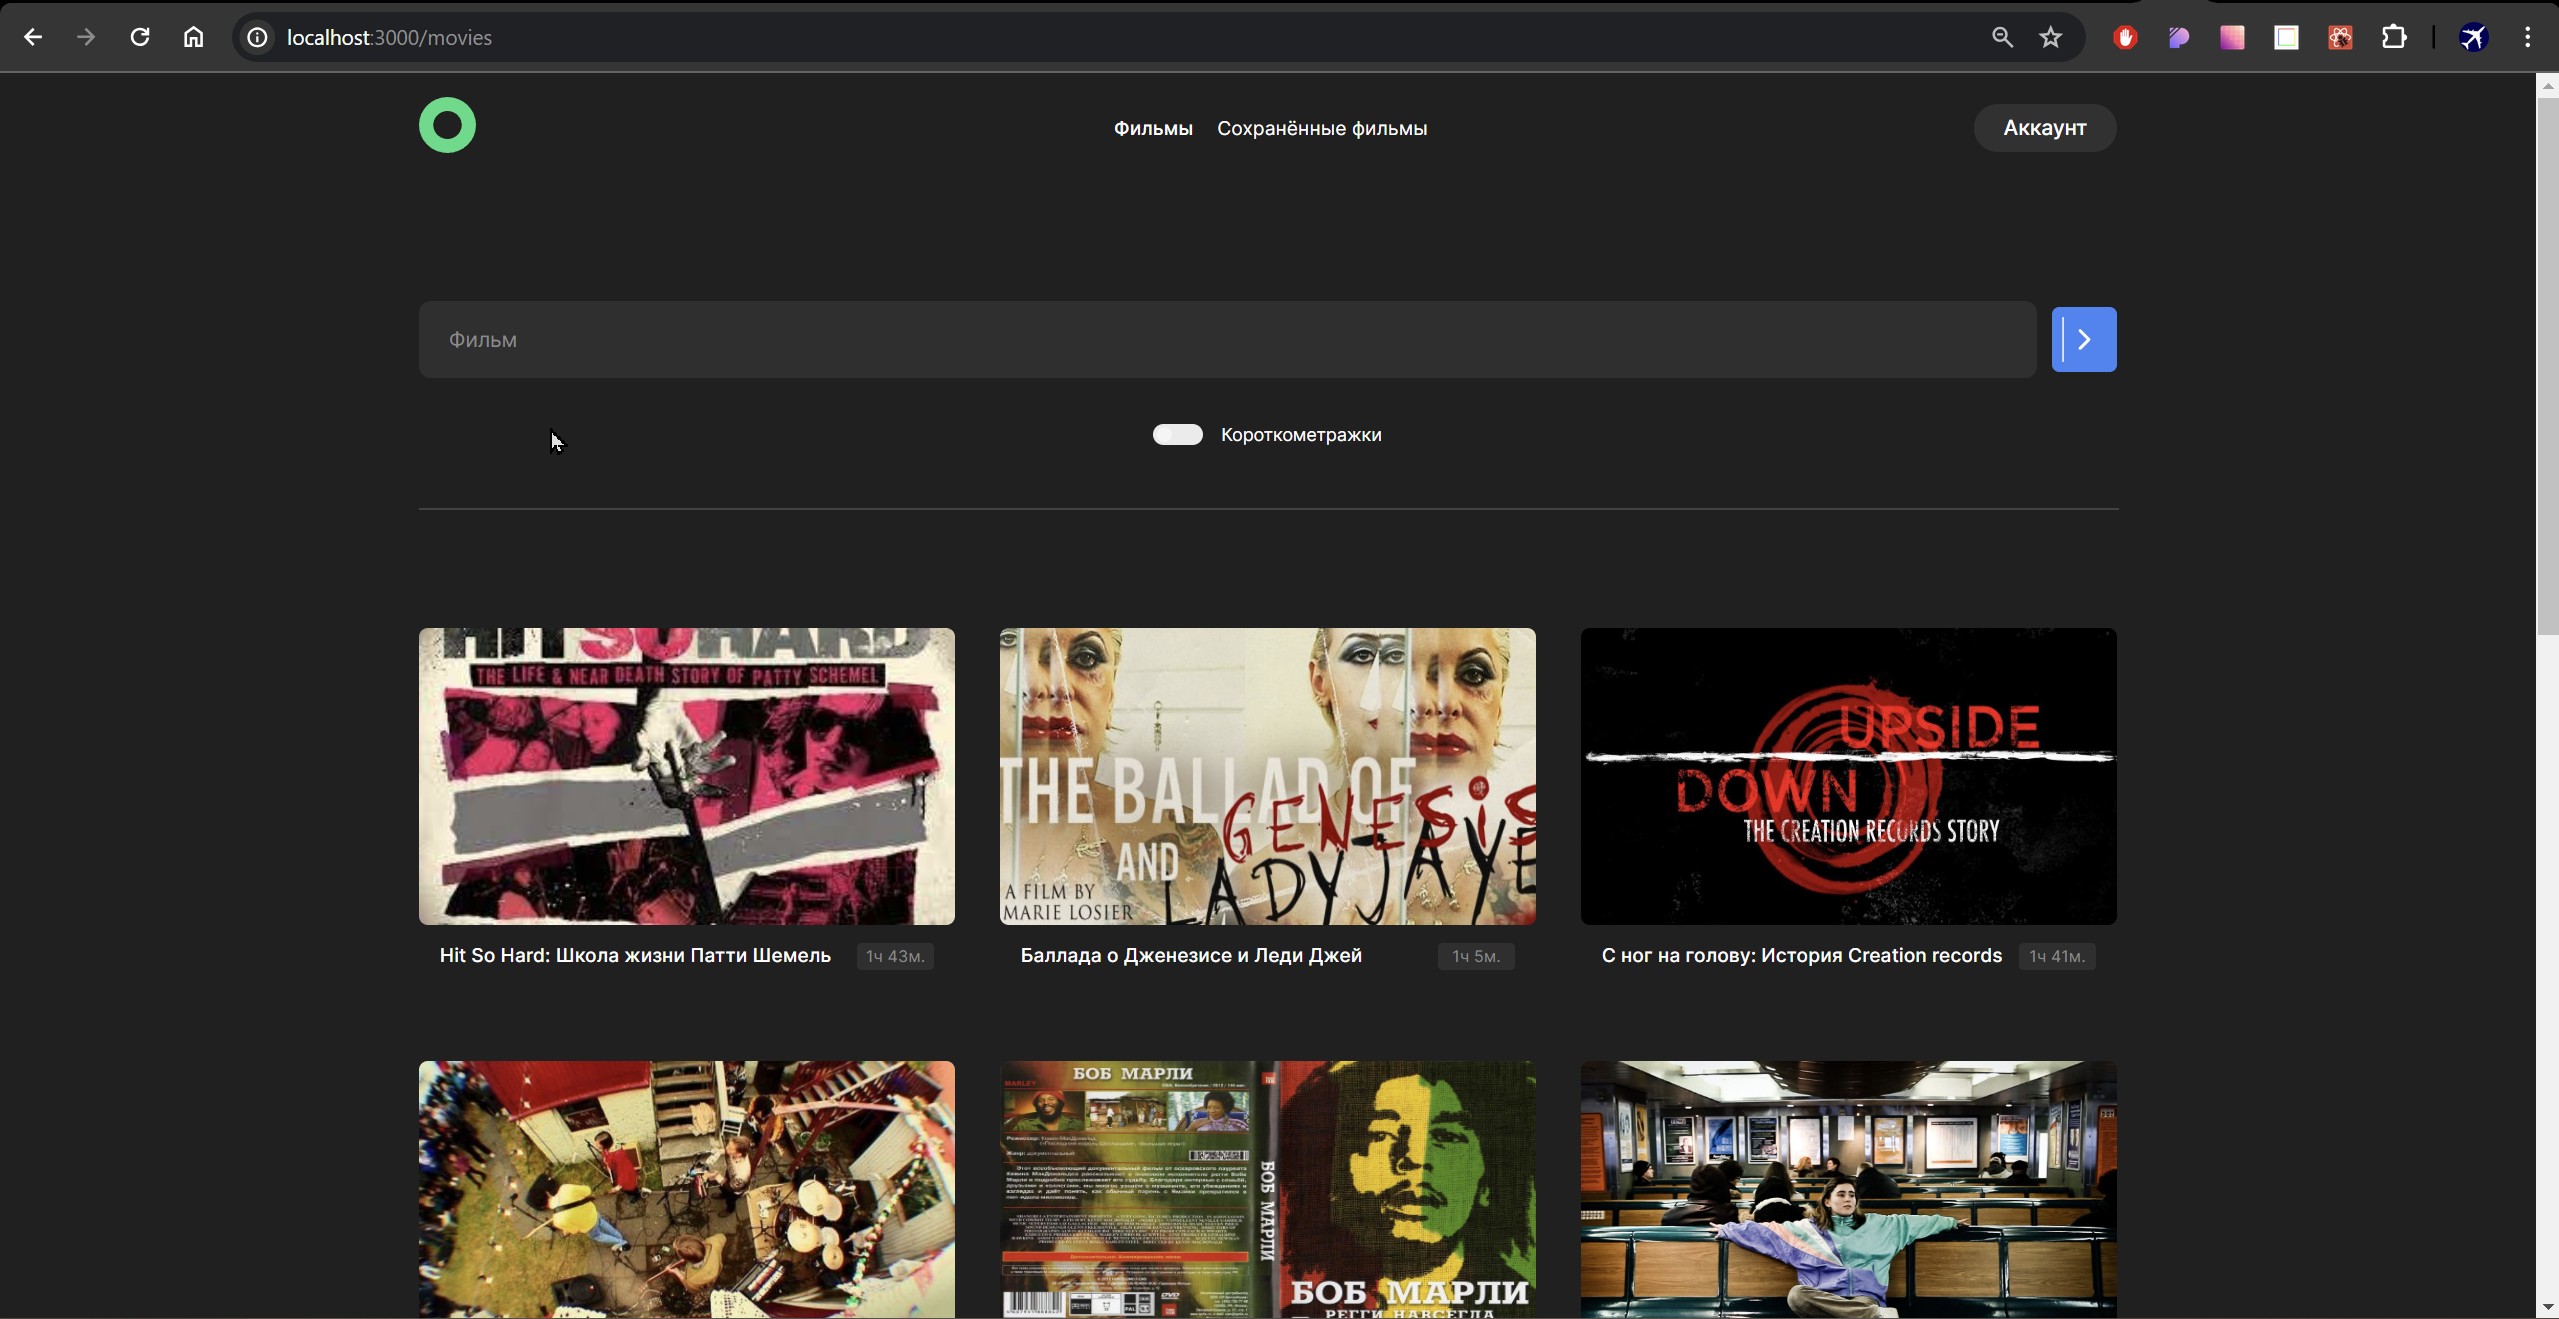 localhost:3000/movies
Фильмы
Сохранённые фильмы
Аккаунт
Фильм
Короткометражки
HIT SO HARD
THE LIFE & NEAR DEATH STORY OF PATTY SCHEMEL
THE BALLAD OF
GENESIS
AND
LADY JAYE
A FILM BY
MARIE LOSIER
UPSIDE
DOWN
THE CREATION RECORDS STORY
Hit So Hard: Школа жизни Патти Шемель
1ч 43м.
Баллада о Дженезисе и Леди Джей
1ч 5м.
С ног на голову: История Creation records
1ч 41м.
БОБ МАРЛИ
MARLEY
БОБ МАРЛИ
БОБ МАРЛИ
РЕГГИ НАВСЕГДА